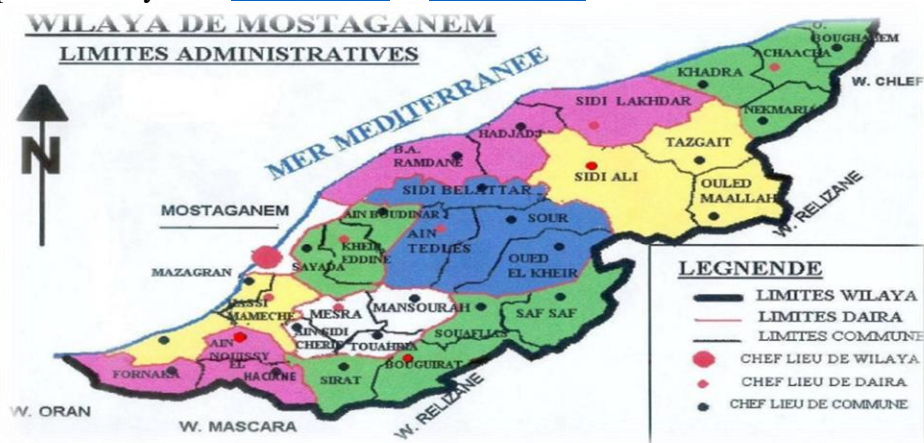 WILAYA DE MOSTAGANEM
LIMITES ADMINISTRATIVES
N
MER MEDITERRANEE
BOUGHALEM
ACHAACHA
KHADRA
W. CHLEF
NEKMARIA
SIDI LAKHDAR
HADJADJ
TAZGAIT
B.A.
RAMDANE
SIDI ALI
SIDI BELATTAR
OULED
MAALLAH
MOSTAGANEM
AIN BOUDINAR
SOUR
W. RELIZANE
AIN
TEDLES
KHEIR
EDDINE
OUED
EL KHEIR
SAYADA
MAZAGRAN
LEGNENDE
HASSI
MAMECHE
MESRA
MANSOURAH
SAF SAF
LIMITES WILAYA
LIMITES DAIRA
LIMITES COMMUNE
AIN SIDI
CHERIF
TOUAHRIA
SOUAFLIAS
AIN
NOUISSY
BOUGUIRAT
CHEF LIEU DE WILAYA
FORNAKA
EL
HACIANE
SIRAT
CHEF LIEU DE DAIRA
CHEF LIEU DE COMMUNE
W. ORAN
W. MASCARA
W. RELIZANE